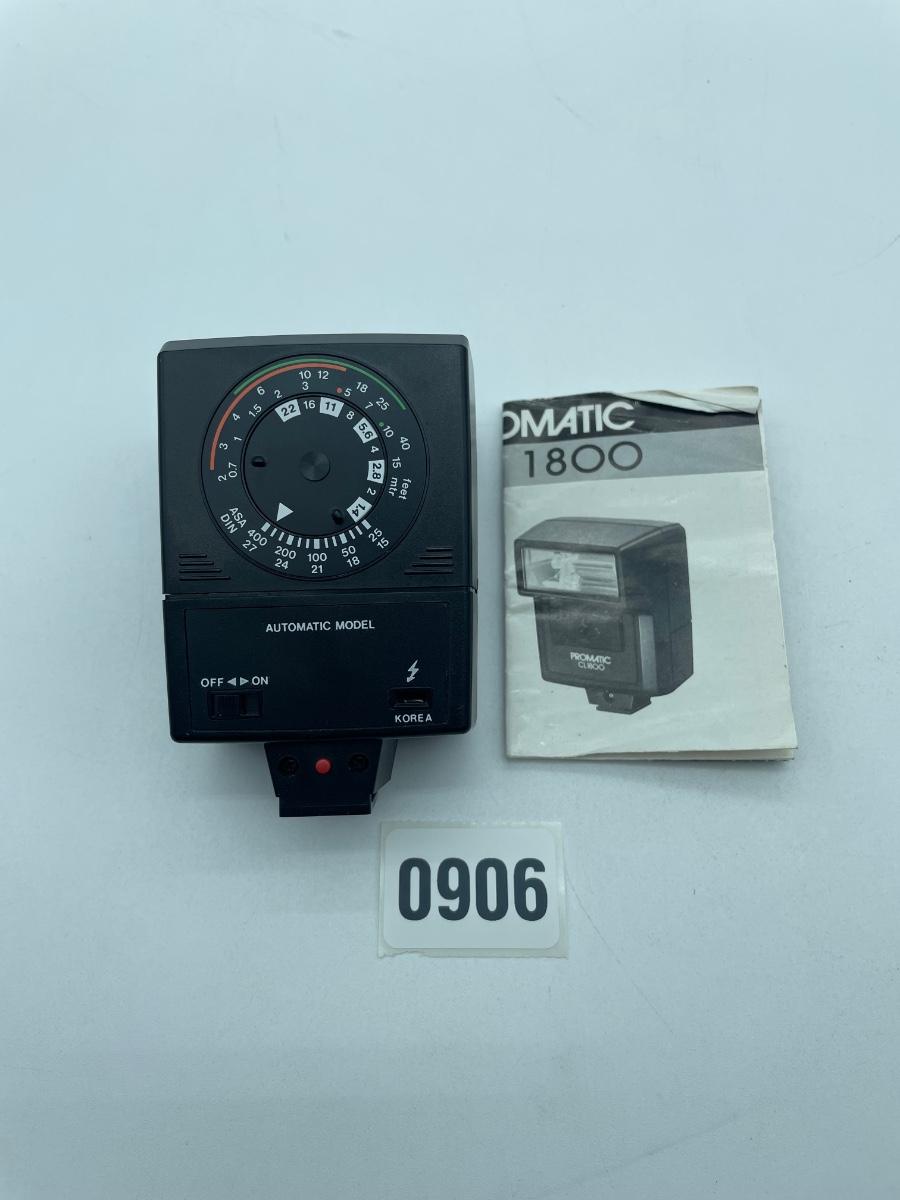 4 6 10 12 18 25
3 1.5 2 3 5 7 10 40
2 0.7 1 15 feet
mtr
22 16 11 8 5.6 4 2.8 2 1.4
ASA 400 200 100 50 25
DIN 27 24 21 18 15
AUTOMATIC MODEL
OFF ON
KOREA
OMATIC
1800
PROMATIC
CL1800
0906